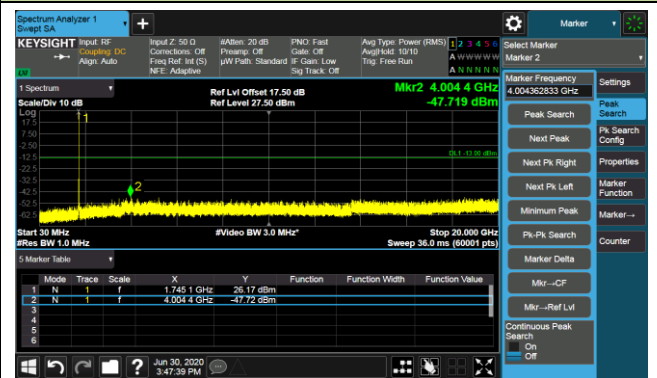 Spectrum Analyzer 1
Swept SA
Marker
KEYSIGHT
Input: RF
Coupling: DC
Align: Auto
Input Z: 50 Ω
Corrections: Off
Freq Ref: Int (S)
NFE: Adaptive
#Atten: 20 dB
Preamp: Off
µW Path: Standard
PNO: Fast
Gate: Off
IF Gain: Low
Sig Track: Off
Avg Type: Power (RMS)
Avg|Hold: 10/10
Trig: Free Run
1 2 3 4 5 6
A W W W W W
A N N N N N
Select Marker
Marker 2
1 Spectrum
Scale/Div 10 dB
Ref Lvl Offset 17.50 dB
Ref Level 27.50 dBm
Mkr2 4.004 4 GHz
-47.719 dBm
Log
17.5
7.50
-2.50
-12.5
-22.5
-32.5
-42.5
-52.5
-62.5
1
2
DL1 -13.00 dBm
Start 30 MHz
#Res BW 1.0 MHz
#Video BW 3.0 MHz*
Stop 20.000 GHz
Sweep 36.0 ms (60001 pts)
5 Marker Table
Mode Trace Scale X Y Function Function Width Function Value
1 N 1 f 1.745 1 GHz 26.17 dBm
2 N 1 f 4.004 4 GHz -47.72 dBm
3
4
5
6
Marker Frequency
4.004362833 GHz
Peak Search
Next Peak
Next Pk Right
Next Pk Left
Minimum Peak
Pk-Pk Search
Marker Delta
Mkr→CF
Mkr→Ref Lvl
Continuous Peak
Search
On
Off
Settings
Peak
Search
Pk Search
Config
Properties
Marker
Function
Marker→
Counter
?
Jun 30, 2020
3:47:39 PM